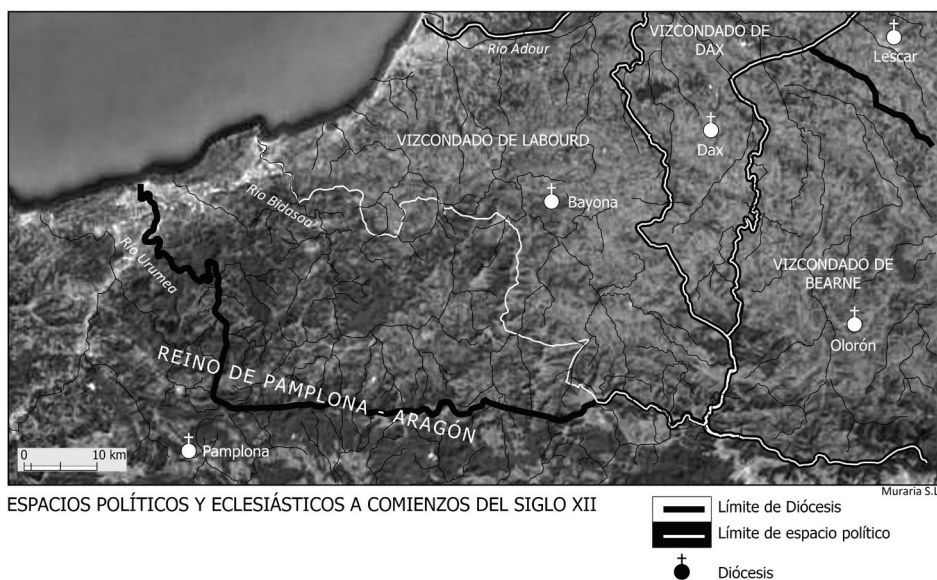 Río Adour
VIZCONDADO DE
DAX
Lescar
VIZCONDADO DE LABOURD
Dax
Río Bidasoa
Bayona
Río Urumea
VIZCONDADO DE
BEARNE
Olorón
REINO DE PAMPLONA - ARAGÓN
Pamplona
0 10 km
Muraria S.L
ESPACIOS POLÍTICOS Y ECLESIÁSTICOS A COMIENZOS DEL SIGLO XII
Límite de Diócesis
Límite de espacio político
Diócesis